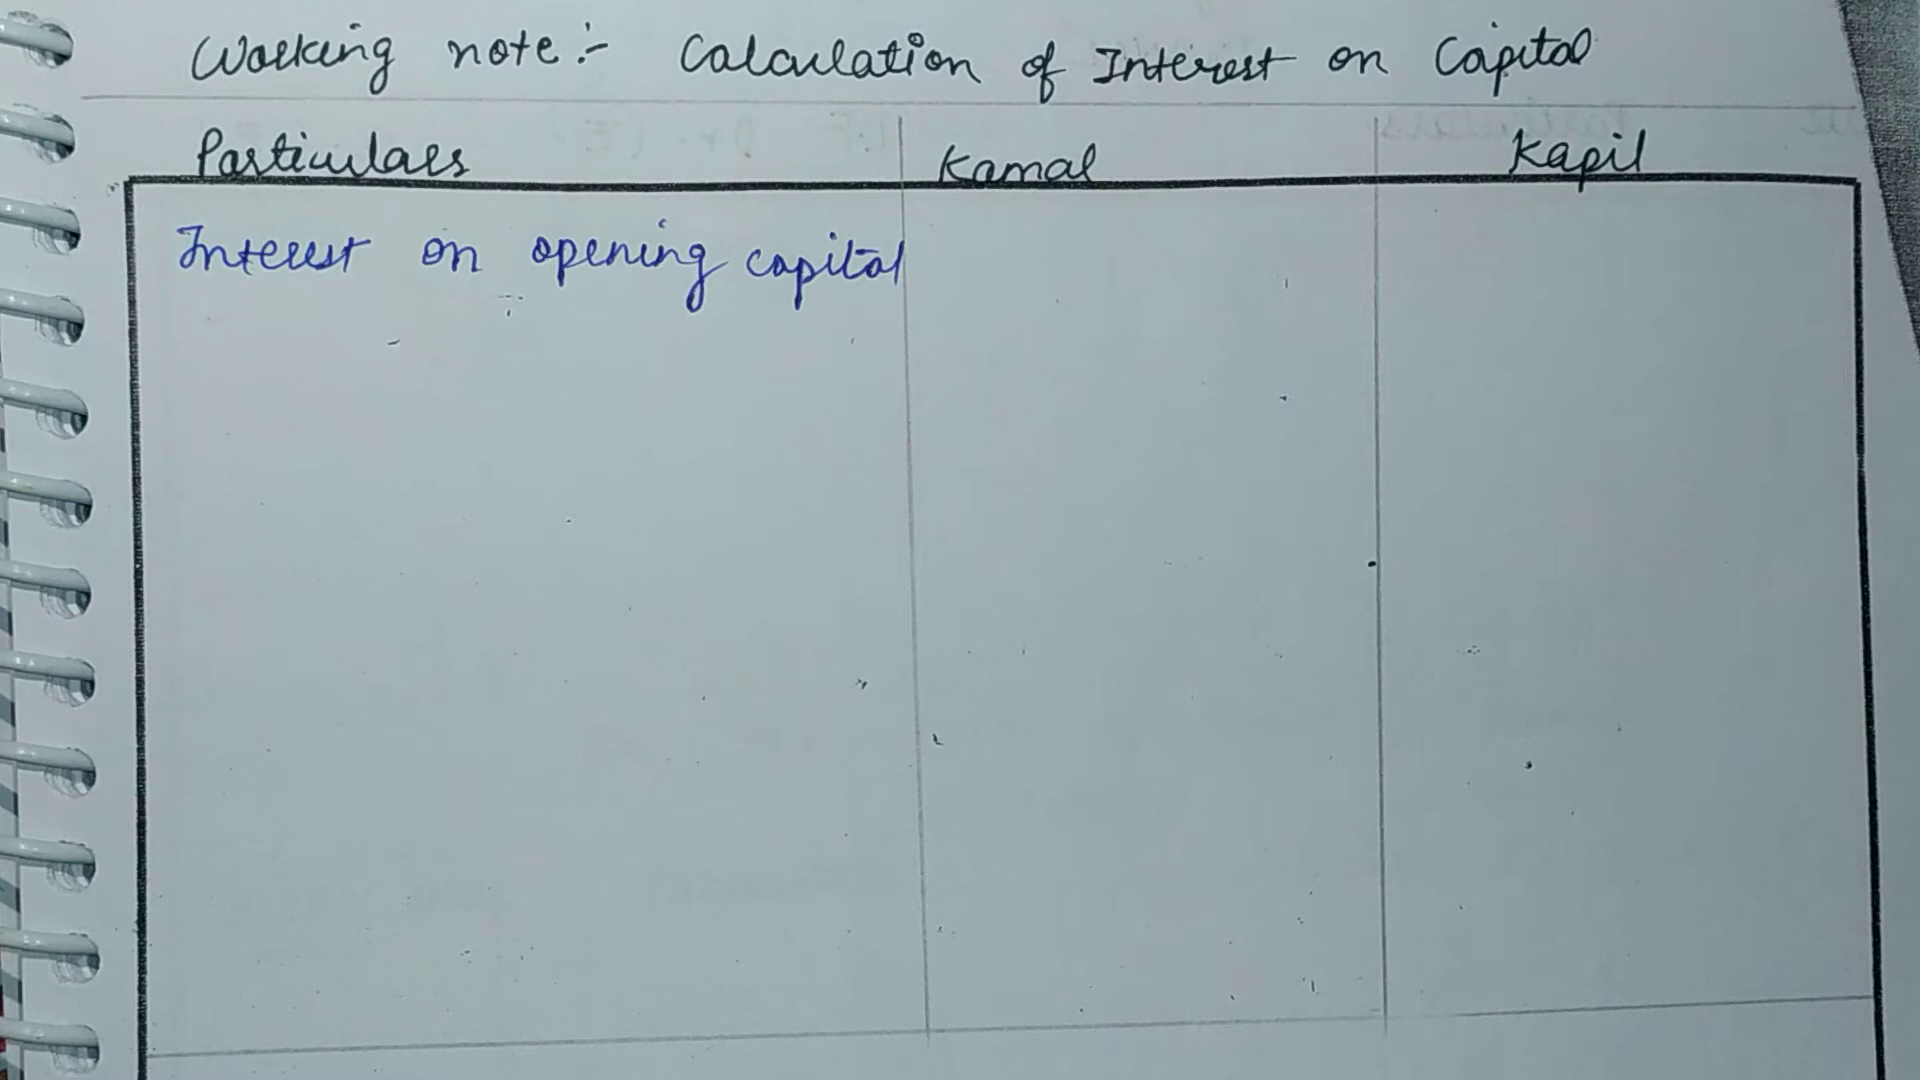 Working note:- Calculation of Interest on Capital
Particulars Kamal Kapil
Interest on opening capital